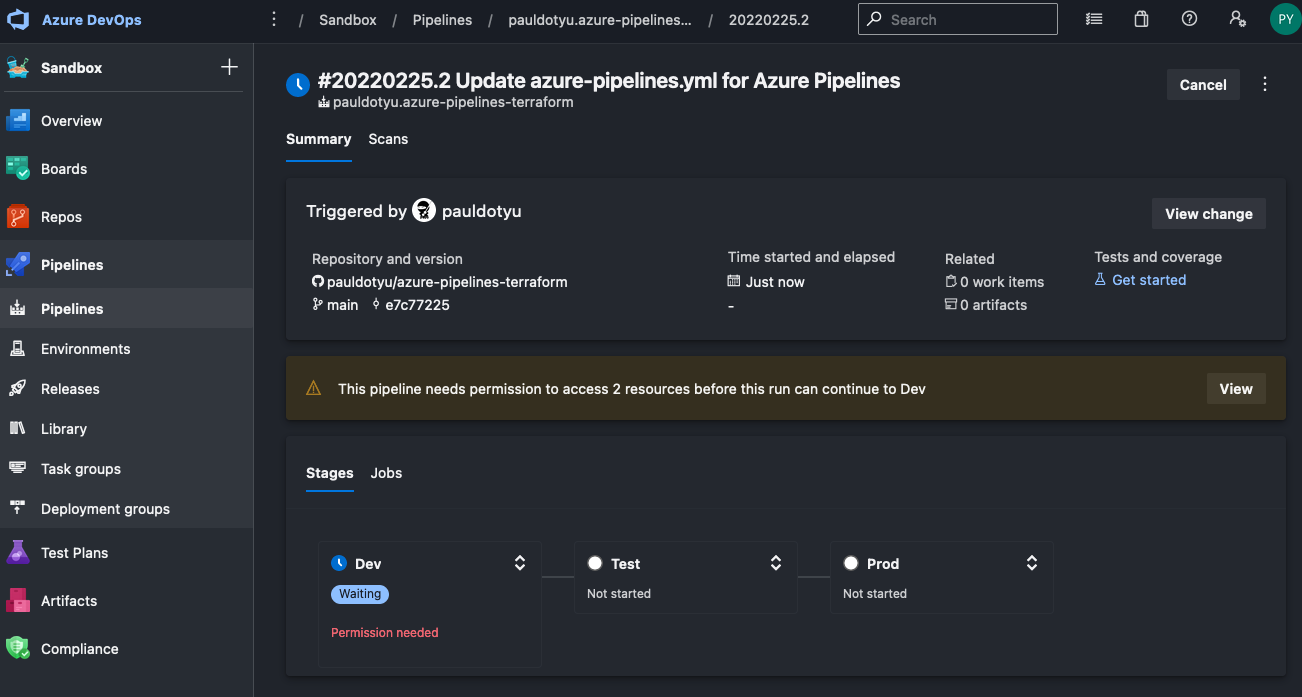 Azure DevOps
/ Sandbox / Pipelines / pauldotyu.azure-pipelines... / 20220225.2
Search
PY
Sandbox
Overview
Boards
Repos
Pipelines
Pipelines
Environments
Releases
Library
Task groups
Deployment groups
Test Plans
Artifacts
Compliance
#20220225.2 Update azure-pipelines.yml for Azure Pipelines
pauldotyu.azure-pipelines-terraform
Cancel
Summary Scans
Triggered by pauldotyu
View change
Repository and version
pauldotyu/azure-pipelines-terraform
main e7c77225
Time started and elapsed
Just now
-
Related
0 work items
0 artifacts
Tests and coverage
Get started
This pipeline needs permission to access 2 resources before this run can continue to Dev
View
Stages Jobs
Dev
Waiting
Permission needed
Test
Not started
Prod
Not started